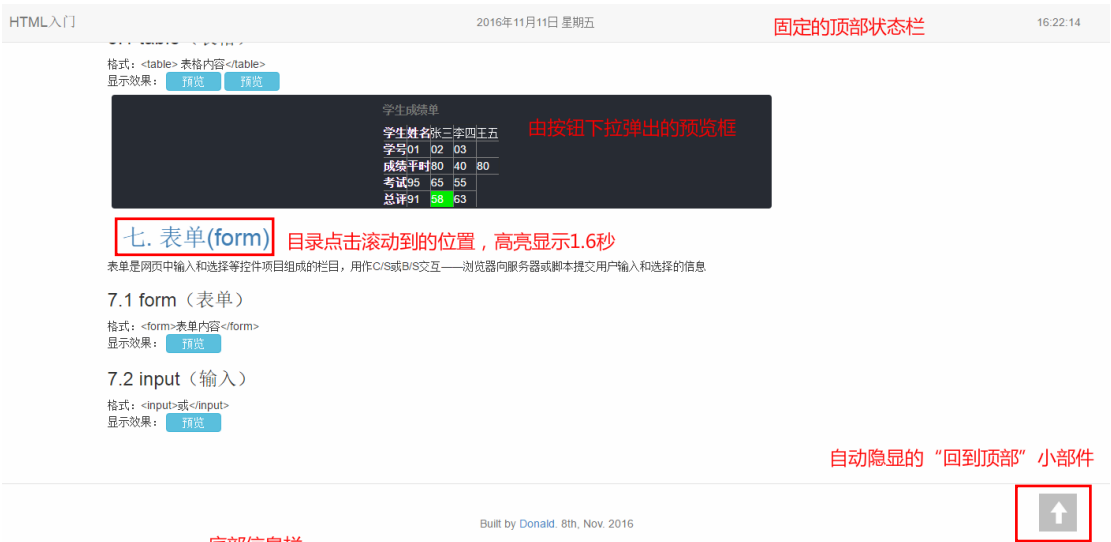 HTML入门 2016年11月11日 星期五 固定的顶部状态栏 16:22:14
格式：<table> 表格内容</table>
显示效果： 预览 预览
学生成绩单
由按钮下拉弹出的预览框
学生姓名 张三 李四 王五
学号 01 02 03
成绩 平时 80 40 80
考试 95 65 55
总评 91 58 63
七. 表单(form) 目录点击滚动到的位置，高亮显示1.6秒
表单是网页中输入和选择等控件项目组成的栏目，用作C/S或B/S交互——浏览器向服务器或脚本提交用户输入和选择的信息
7.1 form（表单）
格式：<form>表单内容</form>
显示效果： 预览
7.2 input（输入）
格式：<input>或</input>
显示效果： 预览
自动隐显的“回到顶部”小部件
Built by Donald. 8th, Nov. 2016